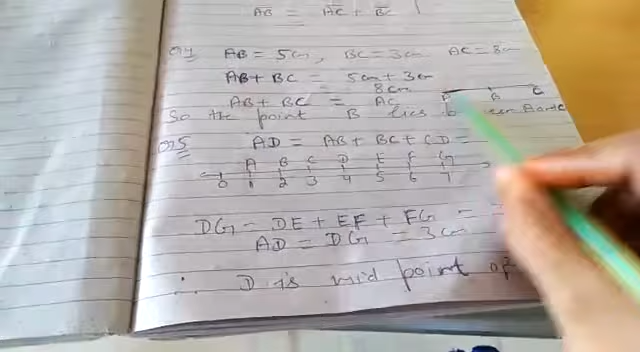 AB = AC + BC
AB = 5cm, BC = 3cm AC = 8cm
AB + BC = 5cm + 3cm
8cm
AB + BC = AC
B C
So the point B lies between A and C
Q5 AD = AB + BC + CD =
A B C D E F G
0 1 2 3 4 5 6 7
DG = DE + EF + FG =
AD = DG = 3cm
∴ D is mid point of